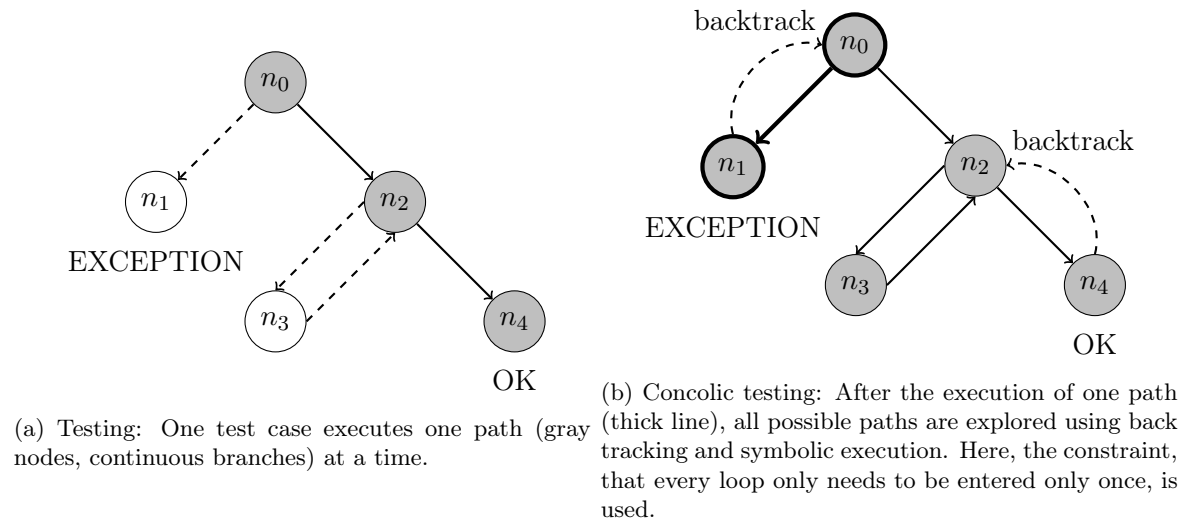 n0
n1
EXCEPTION
n2
n3
n4
OK
(a) Testing: One test case executes one path (gray
nodes, continuous branches) at a time.
backtrack
n0
n1
EXCEPTION
backtrack
n2
n3
n4
OK
(b) Concolic testing: After the execution of one path
(thick line), all possible paths are explored using back
tracking and symbolic execution. Here, the constraint,
that every loop only needs to be entered only once, is
used.